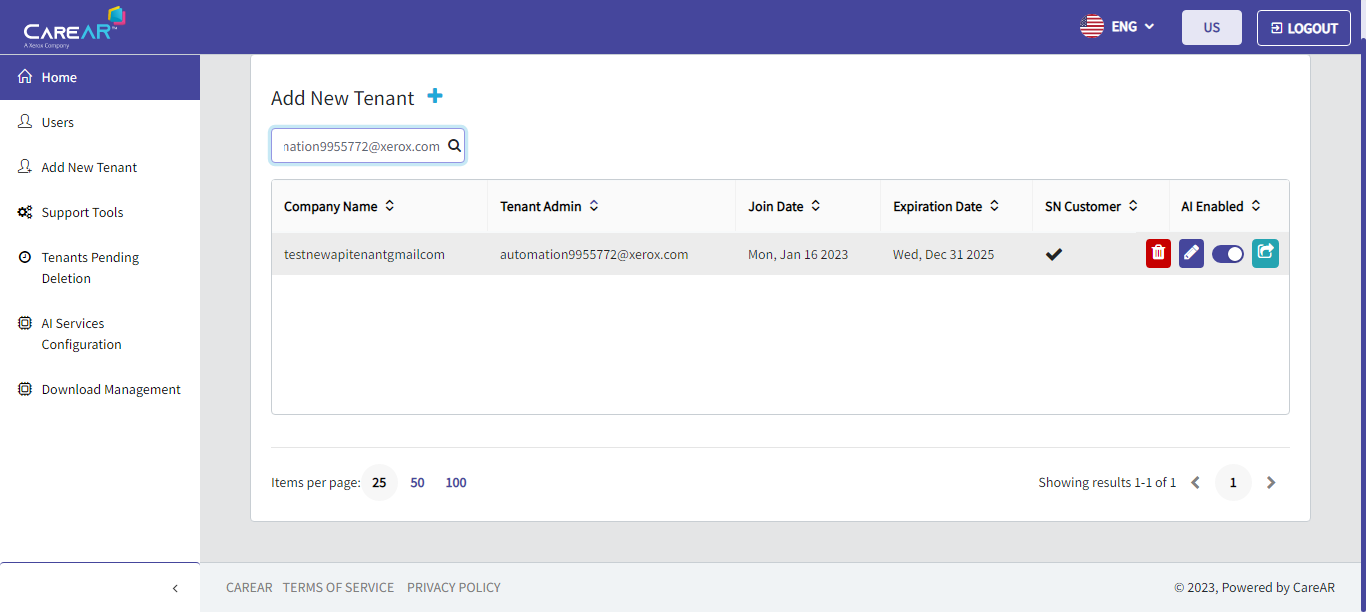 CAREAR™
A Xerox Company
ENG
US
LOGOUT
Home
Users
Add New Tenant
Support Tools
Tenants Pending
Deletion
AI Services
Configuration
Download Management
Add New Tenant
nation9955772@xerox.com
Company Name Tenant Admin Join Date Expiration Date SN Customer AI Enabled
testnewapitenantgmailcom automation9955772@xerox.com Mon, Jan 16 2023 Wed, Dec 31 2025
Items per page: 25 50 100
Showing results 1-1 of 1 1
CAREAR TERMS OF SERVICE PRIVACY POLICY
© 2023, Powered by CareAR